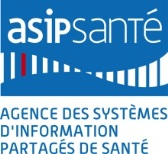 asipsanté
AGENCE DES SYSTÈMES
D'INFORMATION
PARTAGÉS DE SANTÉ